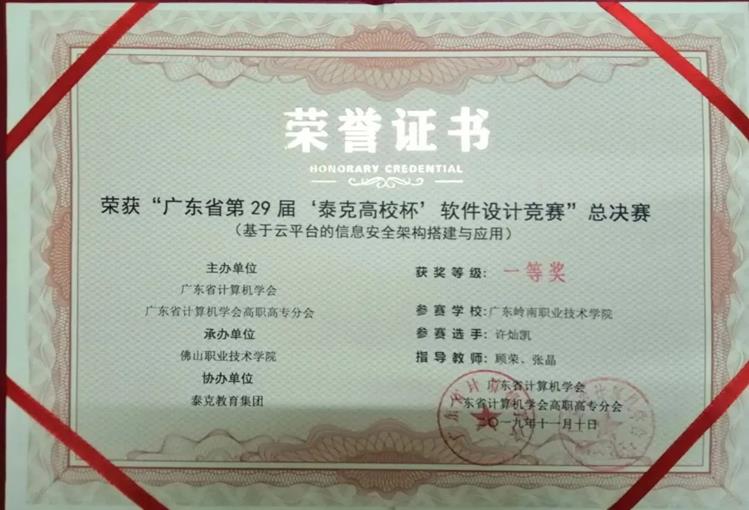 荣誉证书
HONORARY CREDENTIAL
荣获“广东省第29届‘泰克高校杯’软件设计竞赛”总决赛
（基于云平台的信息安全架构搭建与应用）
主办单位
广东省计算机学会
广东省计算机学会高职高专分会
承办单位
佛山职业技术学院
协办单位
泰克教育集团
获奖等级：一等奖
参赛学校：广东岭南职业技术学院
参赛选手：许灿凯
指导教师：顾荣、张晶
广东省计算机学会
广东省计算机学会高职高专分会
二〇一九年十一月十日